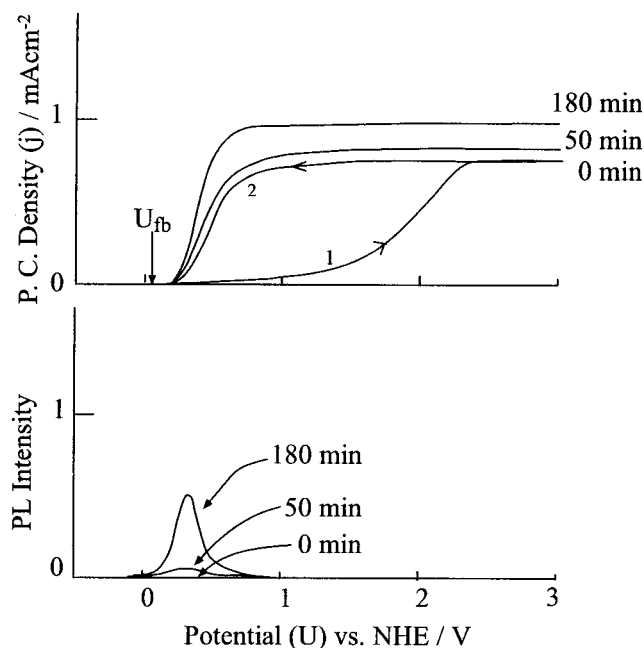 P. C. Density (j) / mAcm-2
1
0
180 min
50 min
0 min
2
1
U_fb
PL Intensity
1
0
180 min
50 min
0 min
0 1 2 3
Potential (U) vs. NHE / V